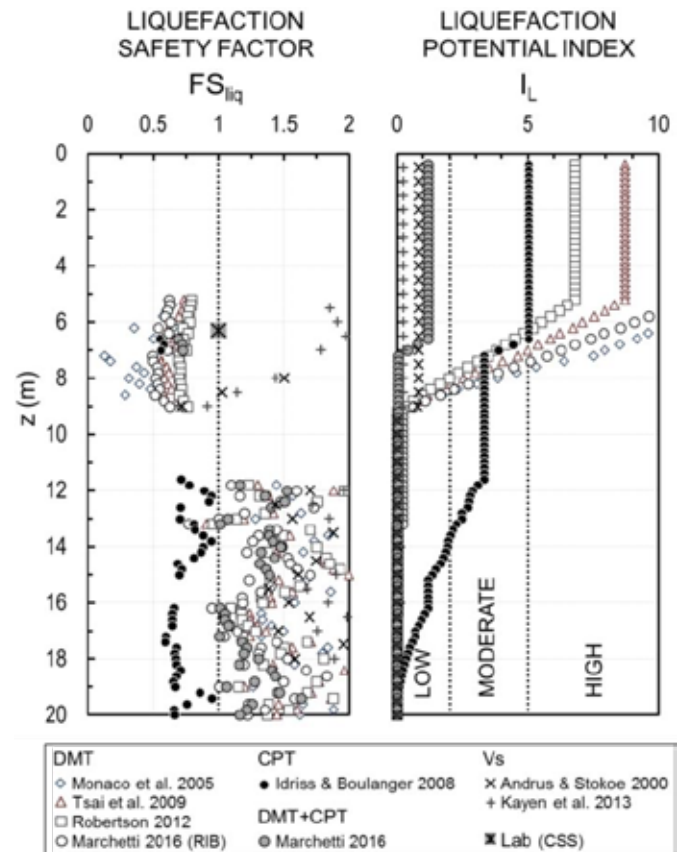 LIQUEFACTION
SAFETY FACTOR
FSliq
0 0.5 1 1.5 2
LIQUEFACTION
POTENTIAL INDEX
IL
0 5 10
z (m)
0
2
4
6
8
10
12
14
16
18
20
LOW
MODERATE
HIGH
DMT
Monaco et al. 2005
Tsai et al. 2009
Robertson 2012
Marchetti 2016 (RIB)
CPT
Idriss & Boulanger 2008
DMT+CPT
Marchetti 2016
Vs
Andrus & Stokoe 2000
Kayen et al. 2013
Lab (CSS)